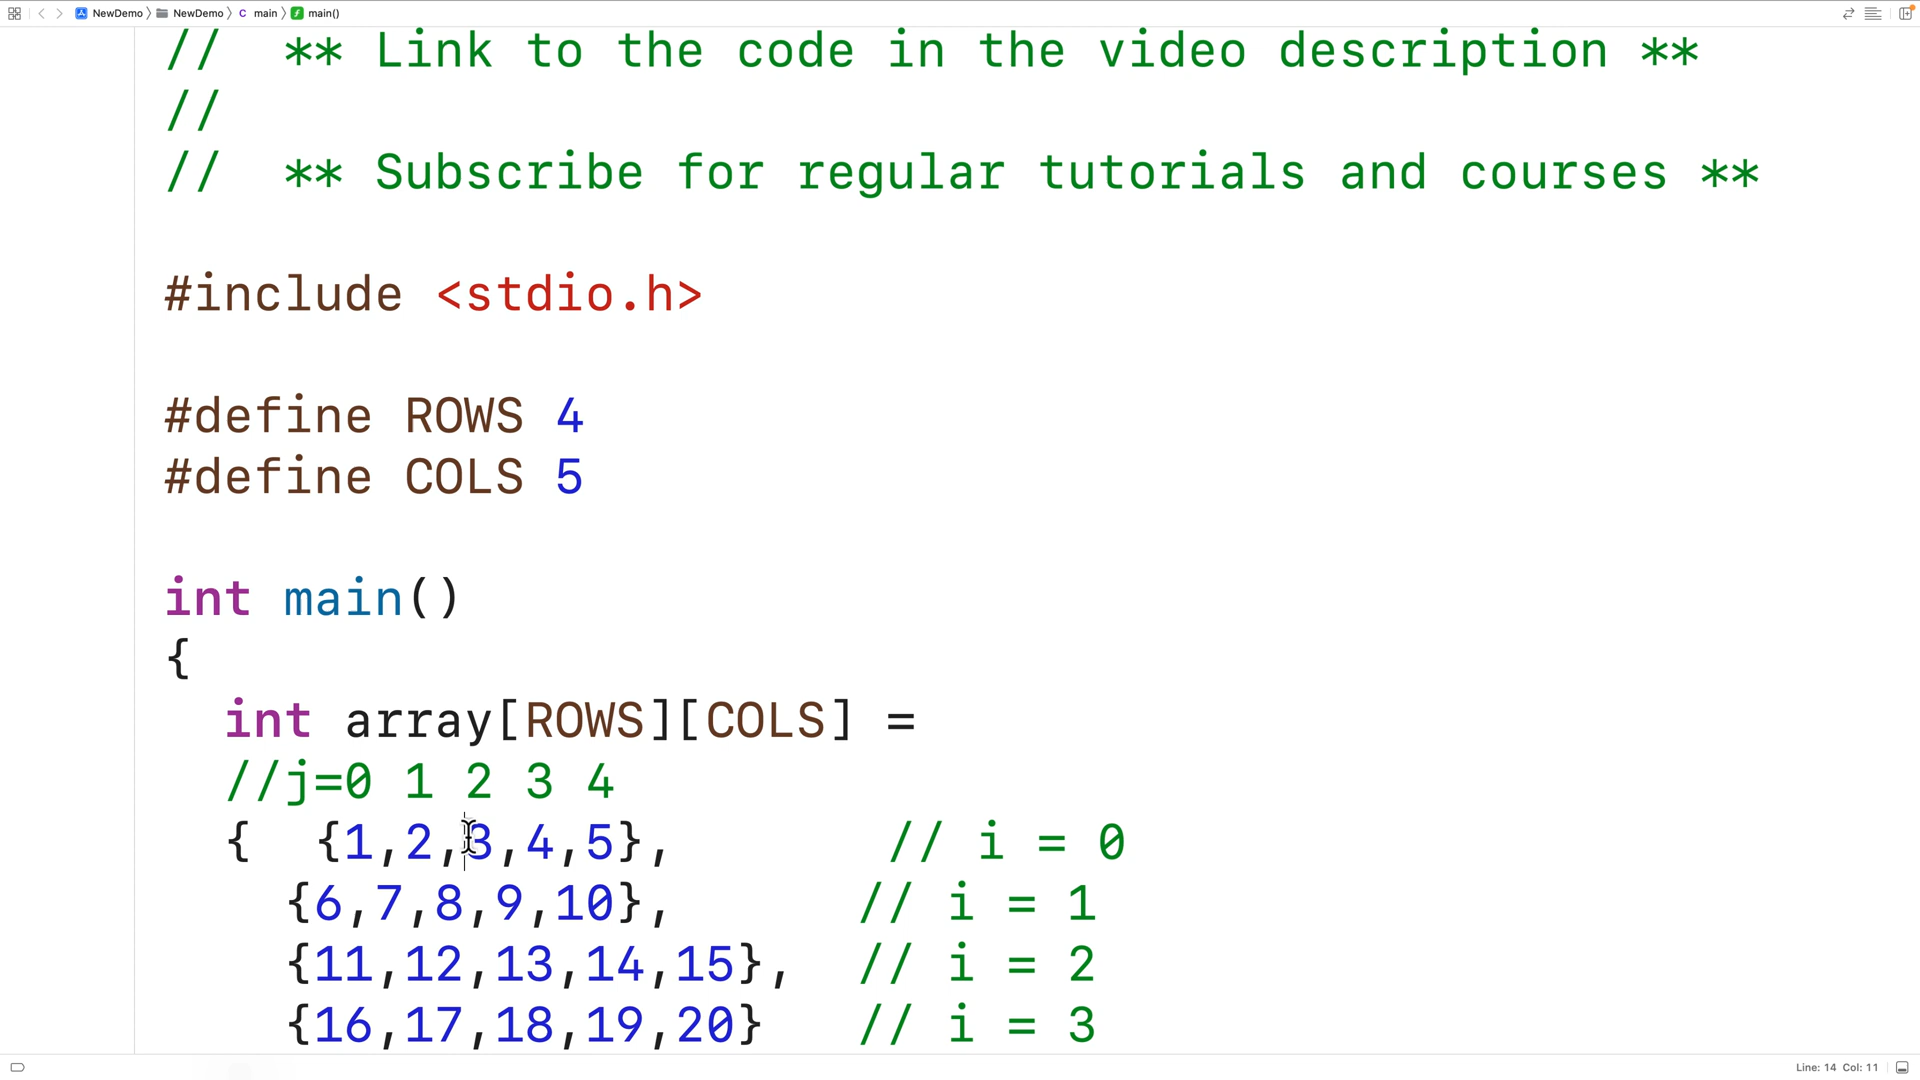 NewDemo NewDemo C main f main()
// ** Link to the code in the video description **
//
// ** Subscribe for regular tutorials and courses **
#include <stdio.h>
#define ROWS 4
#define COLS 5
int main()
{
int array[ROWS][COLS] =
//j=0 1 2 3 4
{ {1,2,3,4,5}, // i = 0
{6,7,8,9,10}, // i = 1
{11,12,13,14,15}, // i = 2
{16,17,18,19,20} // i = 3
Line: 14 Col: 11